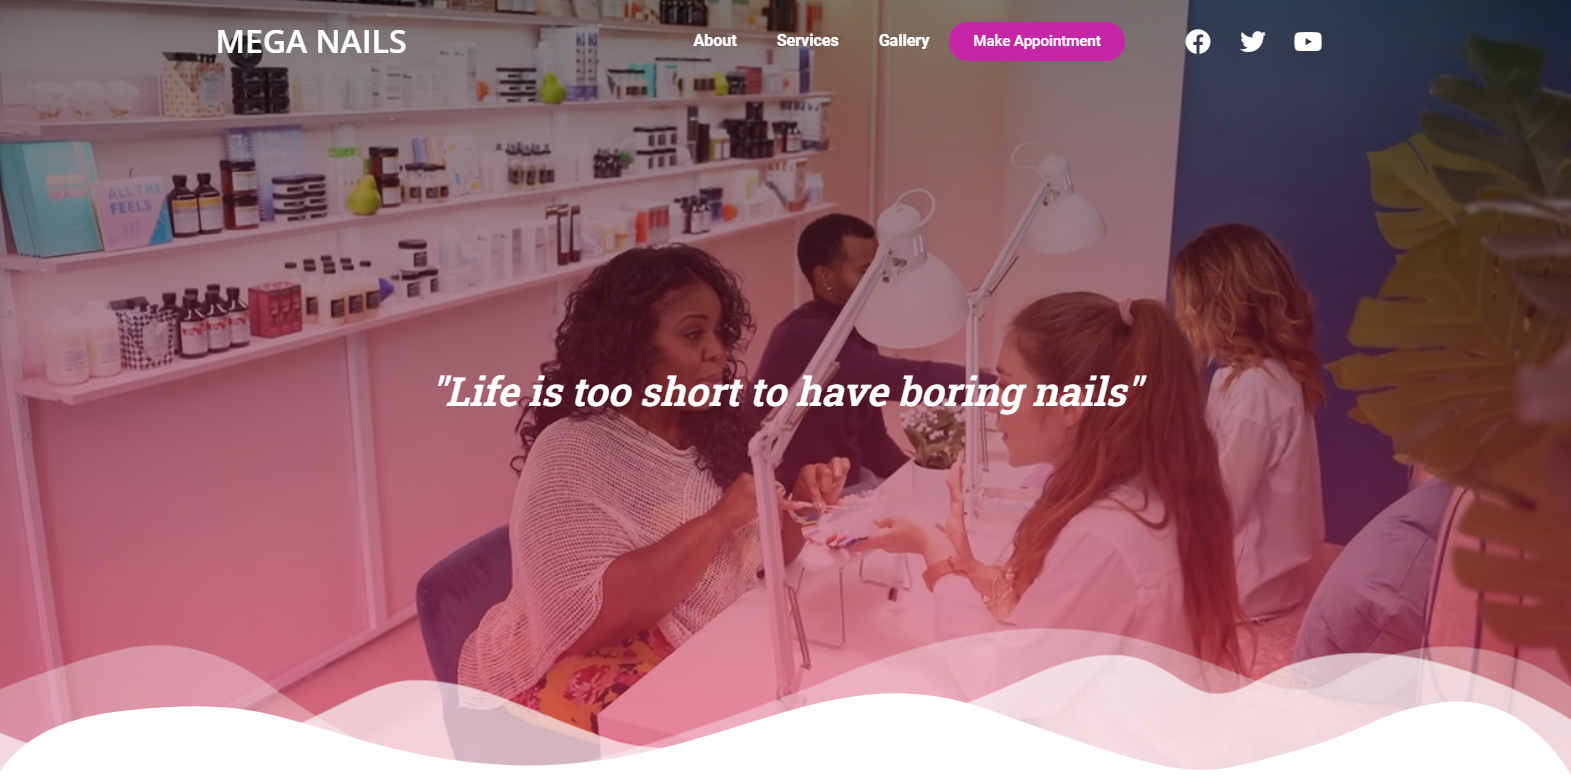 MEGA NAILS
About
Services
Gallery
Make Appointment
ALL THE
FEELS
"Life is too short to have boring nails"